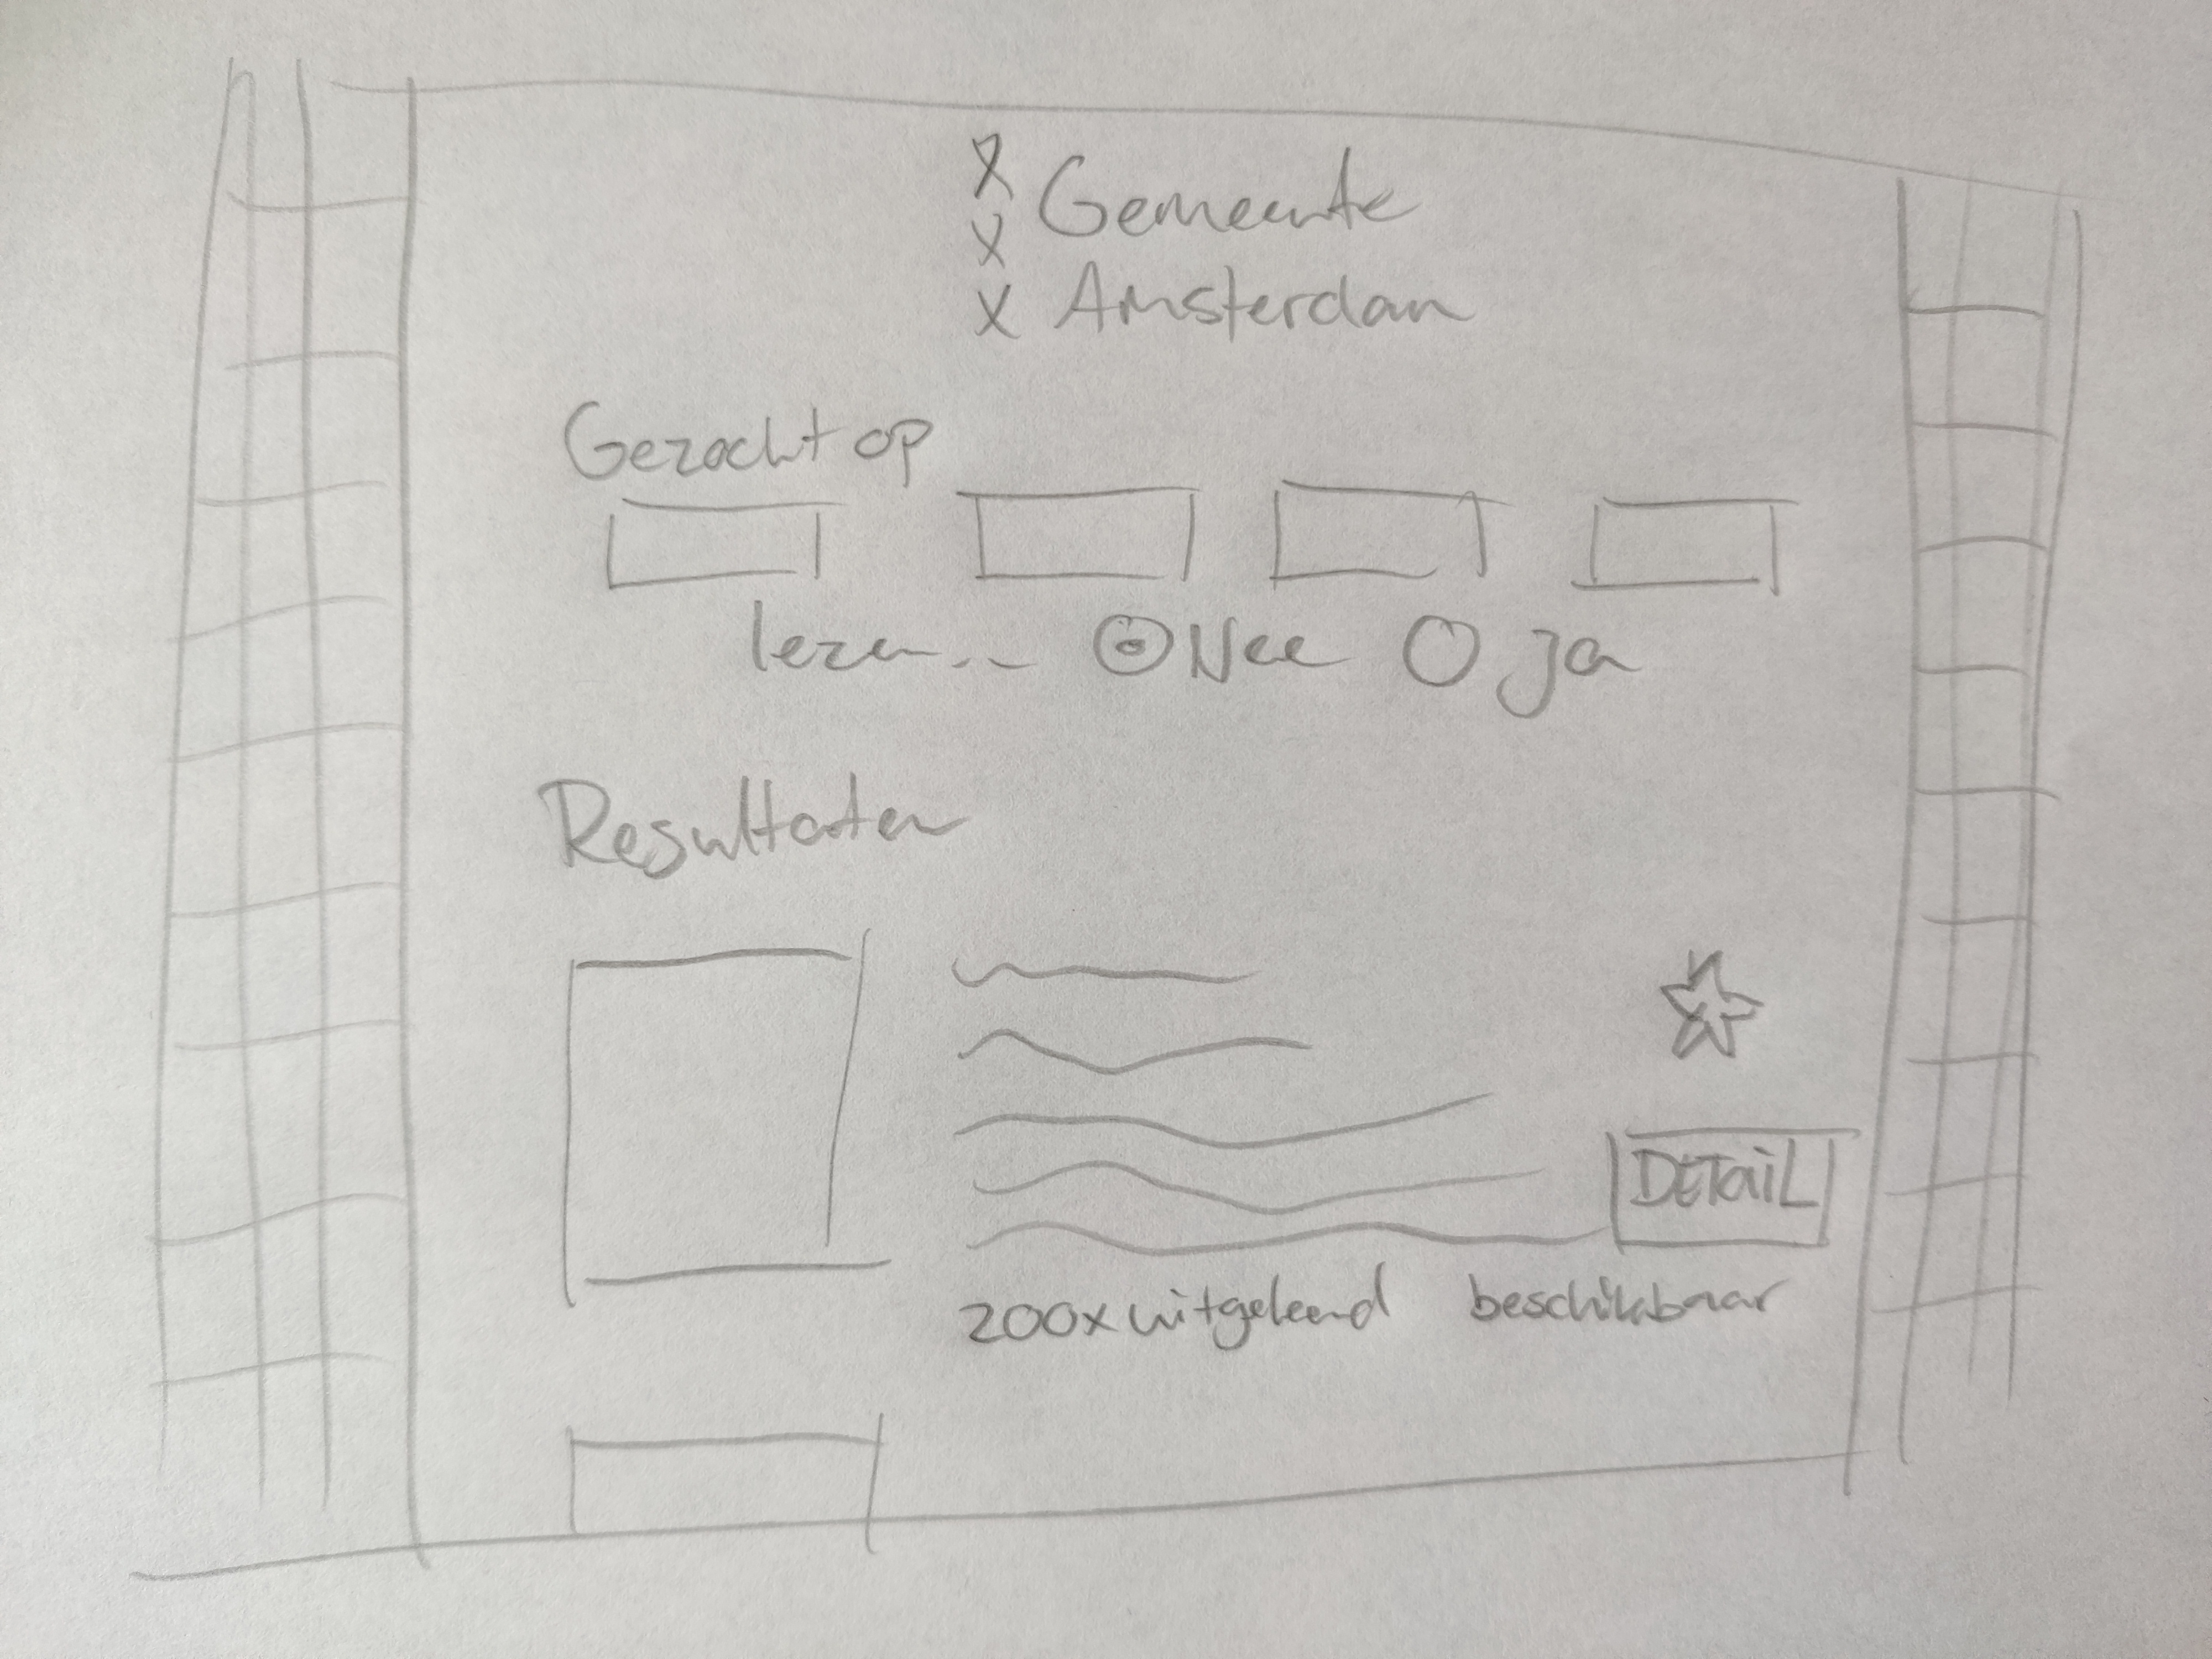 X Gemeente
X
X Amsterdam
Gezocht op
lezen... Nee Ja
Resultaten
DETaiL
200x uitgeleend beschikbaar